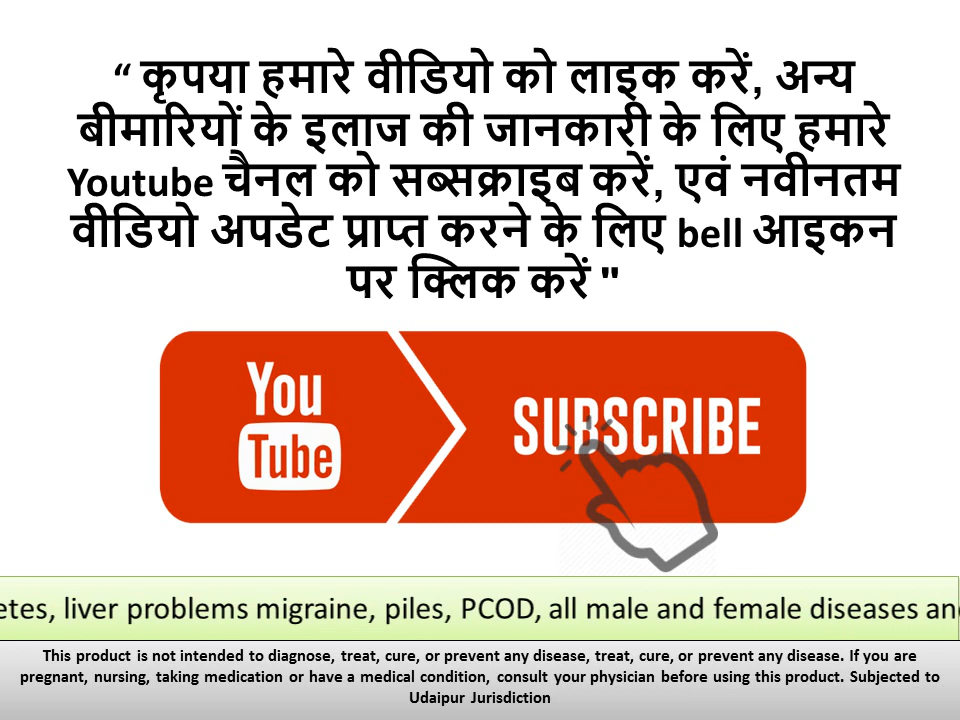 “ कृपया हमारे वीडियो को लाइक करें, अन्य
बीमारियों के इलाज की जानकारी के लिए हमारे
Youtube चैनल को सब्सक्राइब करें, एवं नवीनतम
वीडियो अपडेट प्राप्त करने के लिए bell आइकन
पर क्लिक करें "
You
Tube
SUBSCRIBE
etes, liver problems migraine, piles, PCOD, all male and female diseases an
This product is not intended to diagnose, treat, cure, or prevent any disease, treat, cure, or prevent any disease. If you are
pregnant, nursing, taking medication or have a medical condition, consult your physician before using this product. Subjected to
Udaipur Jurisdiction